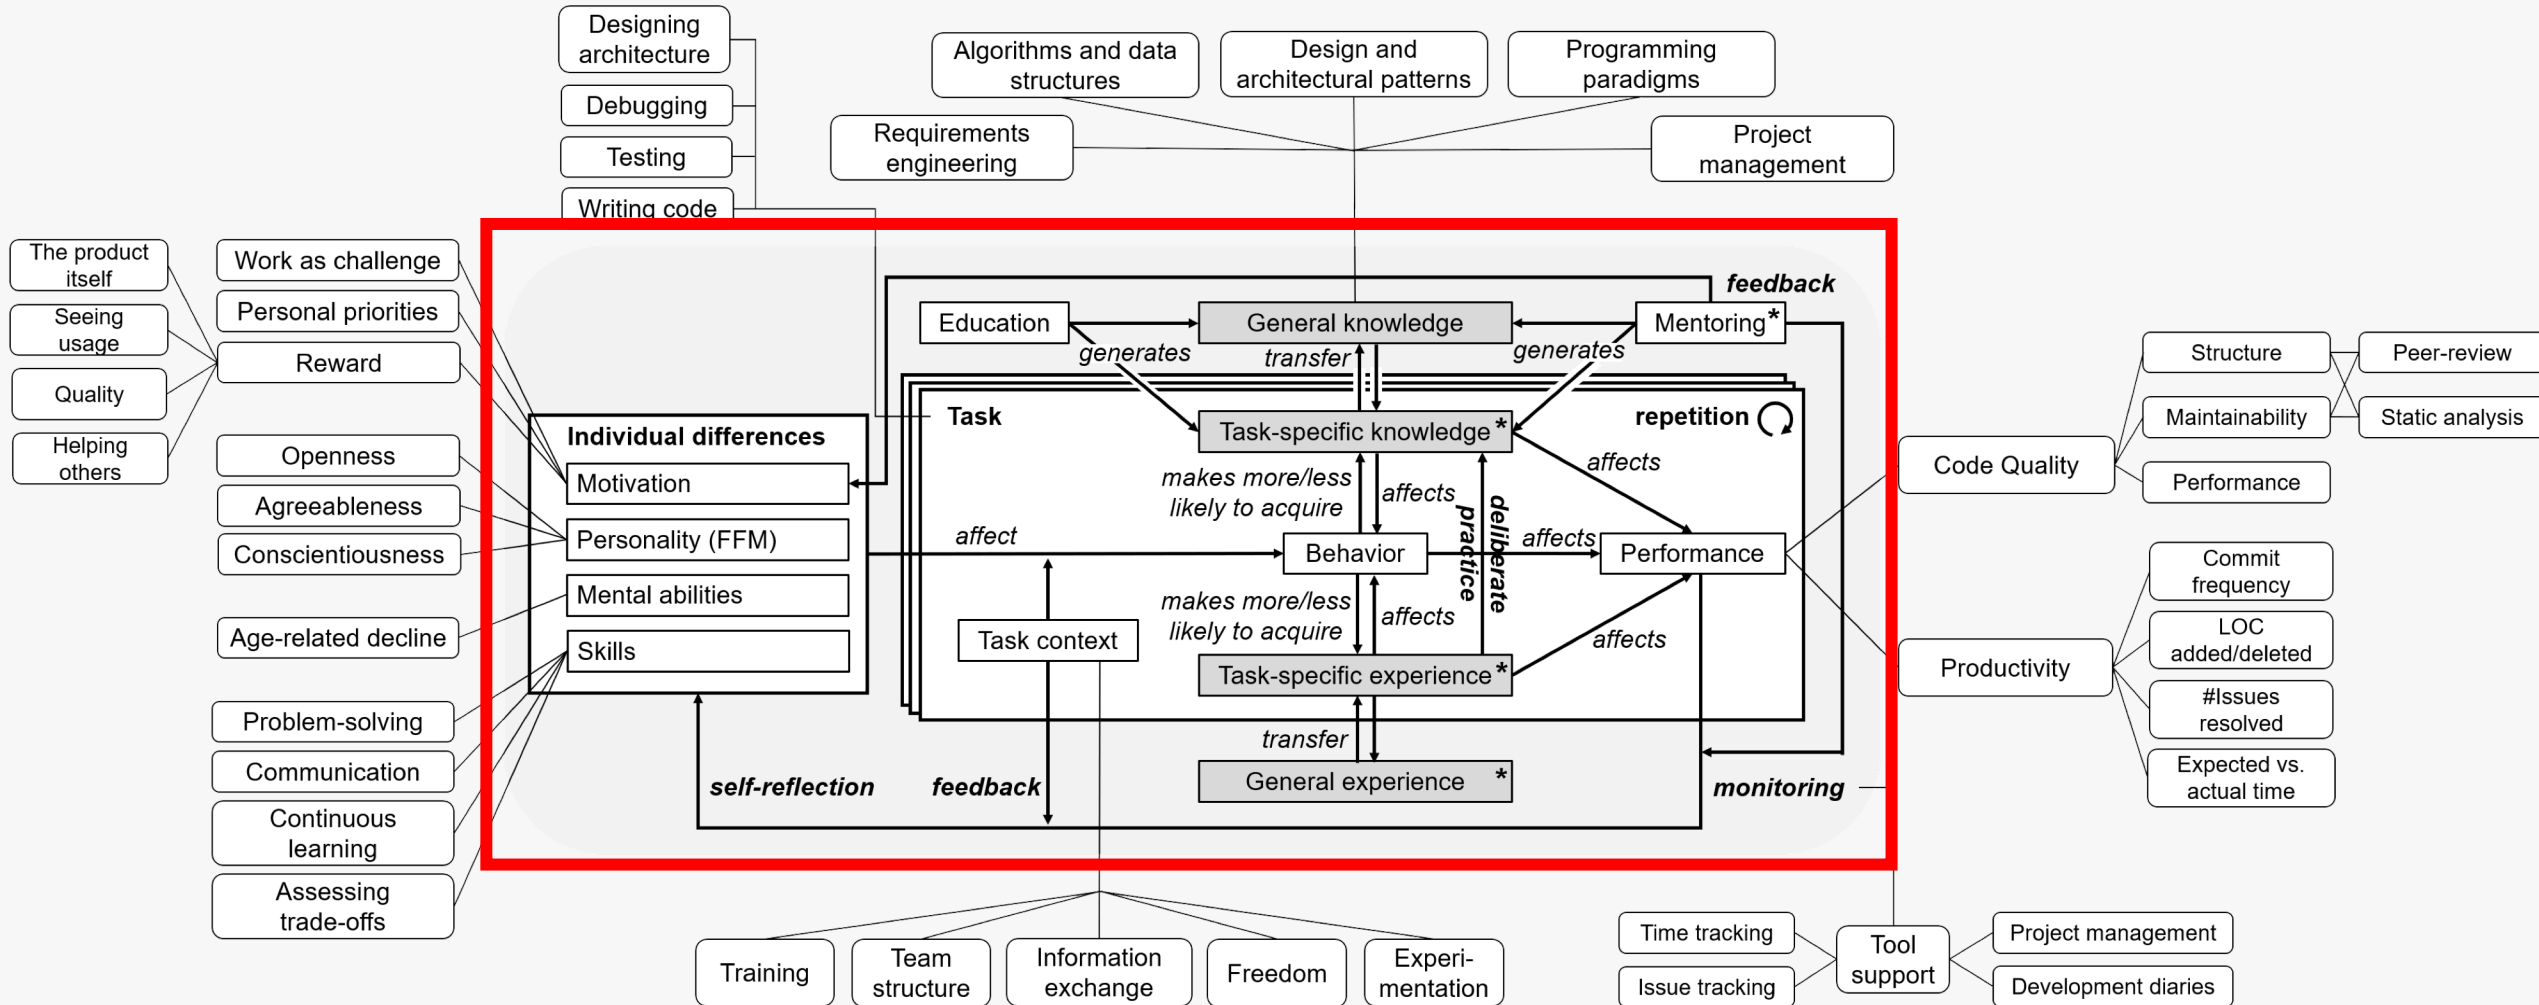 Designing
architecture
Debugging
Testing
Writing code
Algorithms and data
structures
Design and
architectural patterns
Programming
paradigms
Requirements
engineering
Project
management
The product
itself
Seeing
usage
Quality
Helping
others
Work as challenge
Personal priorities
Reward
Openness
Agreeableness
Conscientiousness
Age-related decline
Problem-solving
Communication
Continuous
learning
Assessing
trade-offs
Individual differences
Motivation
Personality (FFM)
Mental abilities
Skills
feedback
Education
General knowledge
Mentoring*
generates
transfer
generates
Task
Task-specific knowledge*
repetition
makes more/less
likely to acquire
affects
deliberate
practice
affects
affect
Behavior
affects
Performance
makes more/less
likely to acquire
affects
affects
Task context
Task-specific experience*
transfer
General experience *
self-reflection
feedback
monitoring
Code Quality
Structure
Maintainability
Performance
Peer-review
Static analysis
Productivity
Commit
frequency
LOC
added/deleted
#Issues
resolved
Expected vs.
actual time
Training
Team
structure
Information
exchange
Freedom
Experi-
mentation
Time tracking
Issue tracking
Tool
support
Project management
Development diaries